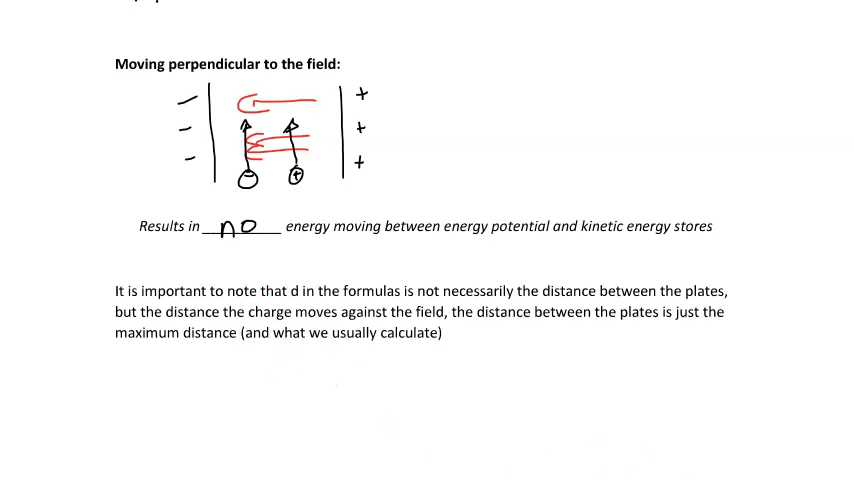 Moving perpendicular to the field:
− +
− +
− +
− +
Results in no energy moving between energy potential and kinetic energy stores
It is important to note that d in the formulas is not necessarily the distance between the plates,
but the distance the charge moves against the field, the distance between the plates is just the
maximum distance (and what we usually calculate)